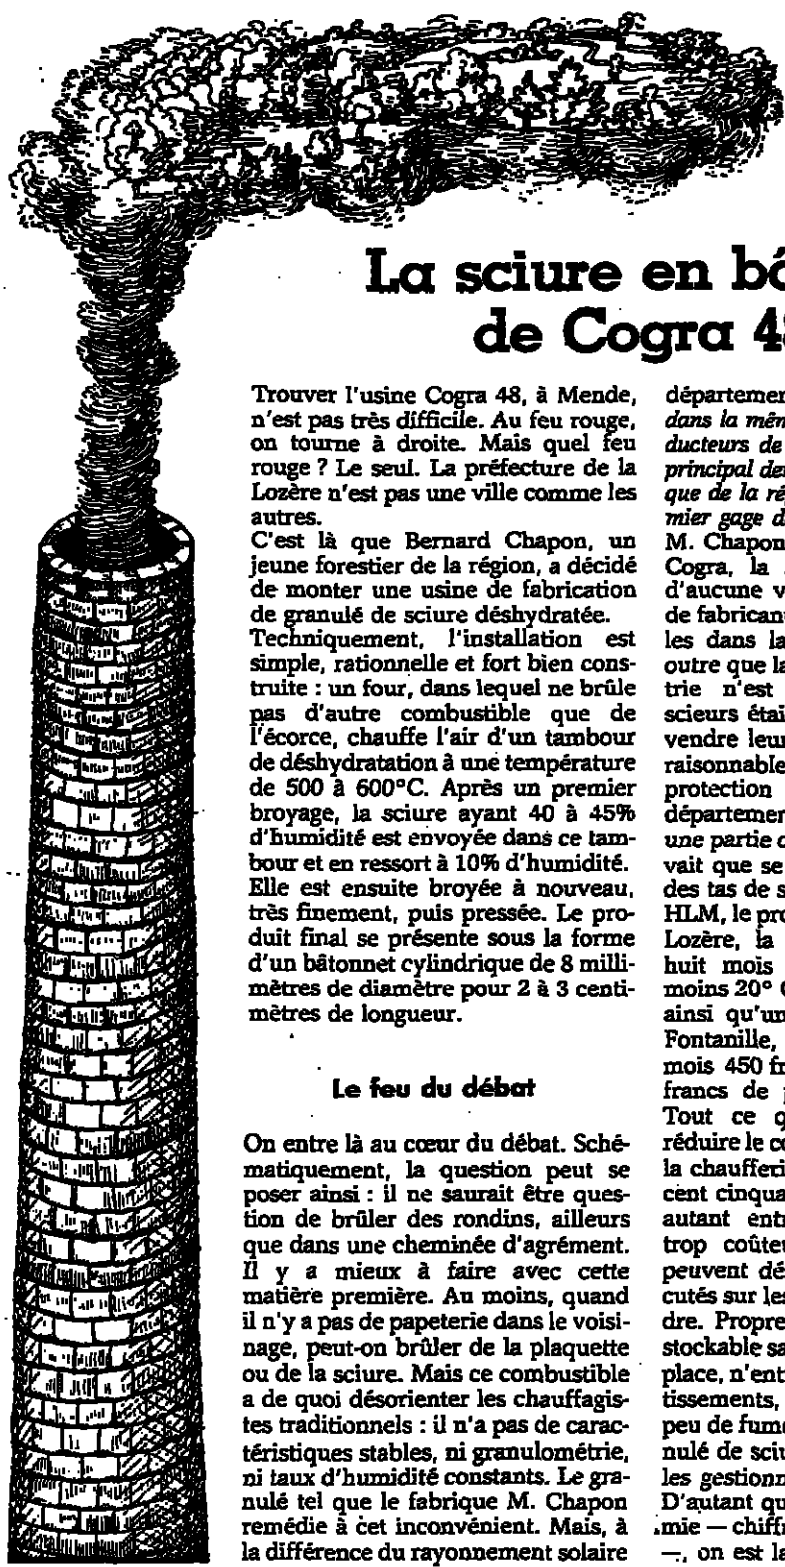 La sciure en bâ
de Cogra 48
Trouver l'usine Cogra 48, à Mende,
n'est pas très difficile. Au feu rouge,
on tourne à droite. Mais quel feu
rouge ? Le seul. La préfecture de la
Lozère n'est pas une ville comme les
autres.
C'est là que Bernard Chapon, un
jeune forestier de la région, a décidé
de monter une usine de fabrication
de granulé de sciure déshydratée.
Techniquement, l'installation est
simple, rationnelle et fort bien cons-
truite : un four, dans lequel ne brûle
pas d'autre combustible que de
l'écorce, chauffe l'air d'un tambour
de déshydratation à une température
de 500 à 600°C. Après un premier
broyage, la sciure ayant 40 à 45%
d'humidité est envoyée dans ce tam-
bour et en ressort à 10% d'humidité.
Elle est ensuite broyée à nouveau,
très finement, puis pressée. Le pro-
duit final se présente sous la forme
d'un bâtonnet cylindrique de 8 milli-
mètres de diamètre pour 2 à 3 centi-
mètres de longueur.
Le feu du débat
On entre là au cœur du débat. Sché-
matiquement, la question peut se
poser ainsi : il ne saurait être ques-
tion de brûler des rondins, ailleurs
que dans une cheminée d'agrément.
Il y a mieux à faire avec cette
matière première. Au moins, quand
il n'y a pas de papeterie dans le voisi-
nage, peut-on brûler de la plaquette
ou de la sciure. Mais ce combustible
a de quoi désorienter les chauffagis-
tes traditionnels : il n'a pas de carac-
téristiques stables, ni granulométrie,
ni taux d'humidité constants. Le gra-
nulé tel que le fabrique M. Chapon
remédie à cet inconvénient. Mais, à
la différence du rayonnement solaire
départemen
dans la mêm
ducteurs de
principal de
que de la ré
mier gage d
M. Chapon
Cogra, la
d'aucune v
de fabrican
les dans la
outre que la
trie n'est
scieurs étai
vendre leur
raisonnable
protection
départemen
une partie c
vait que se
des tas de s
HLM, le pro
Lozère, la
huit mois
moins 20° C
ainsi qu'un
Fontanille,
mois 450 fr
francs de p
Tout ce q
réduire le co
la chaufferi
cent cinqua
autant entr
trop coûte
peuvent dé
cutés sur les
dre. Propre
stockable sa
place, n'ent
tissements,
peu de fume
nulé de sciu
les gestionn
D'autant qu
mie — chiffr
—, on est la